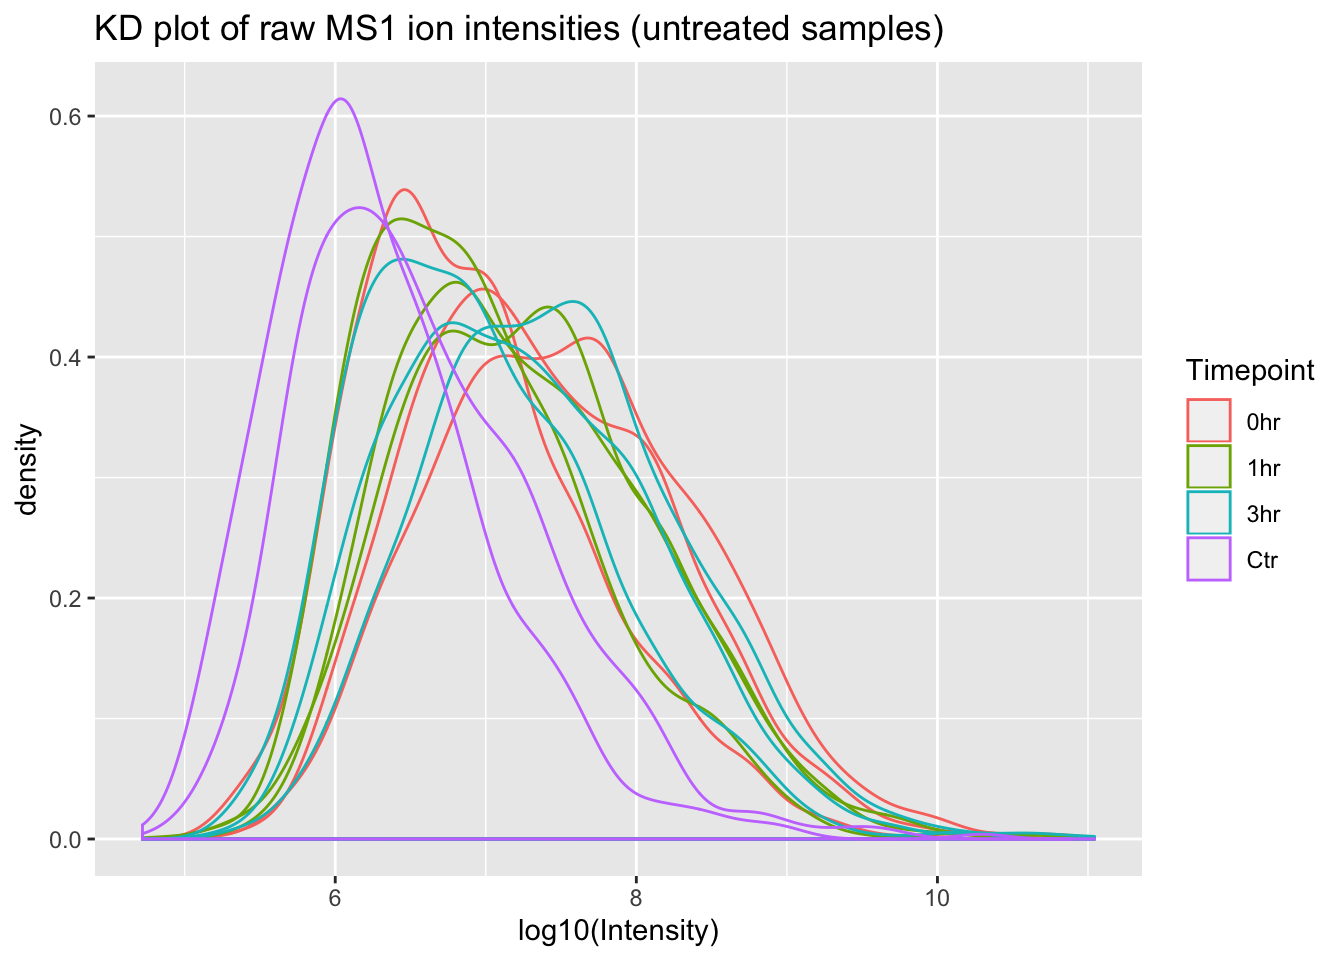 KD plot of raw MS1 ion intensities (untreated samples)
0.6
0.4
0.2
0.0
density
6
8
10
log10(Intensity)
Timepoint
0hr
1hr
3hr
Ctr